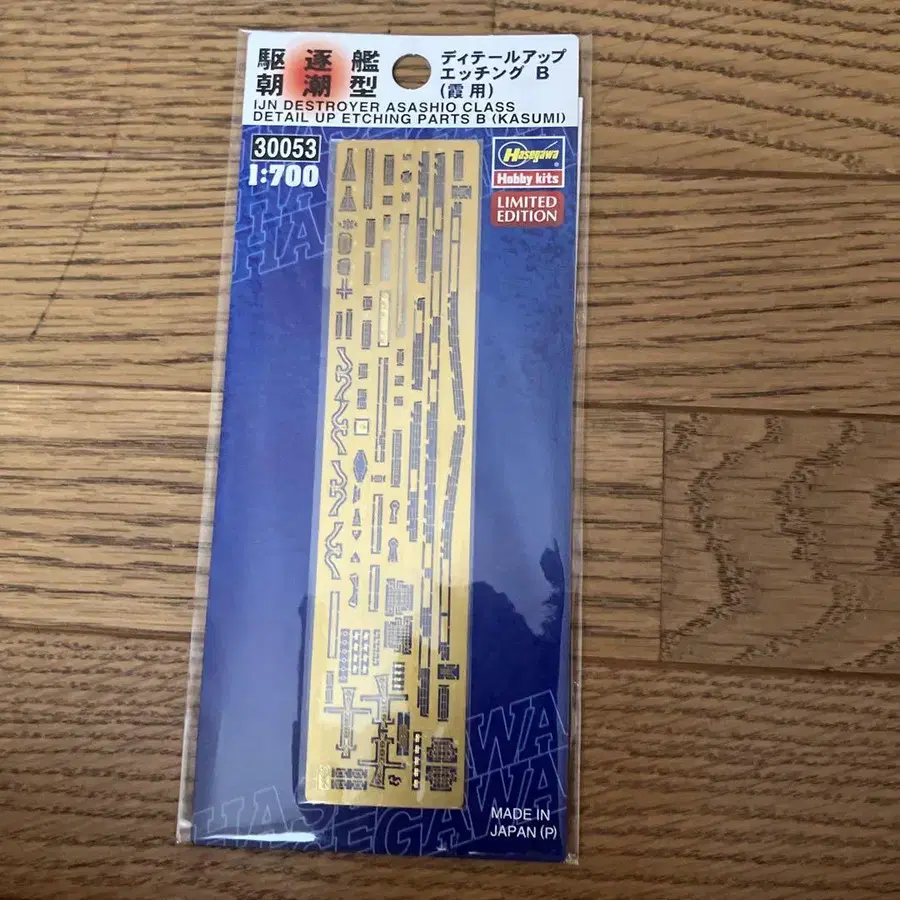 駆逐艦
朝潮型
ディテールアップ
エッチング B
(霞用)
IJN DESTROYER ASASHIO CLASS
DETAIL UP ETCHING PARTS B (KASUMI)
30053
1:700
Hasegawa
Hobby kits
LIMITED
EDITION
HASEGAWA
HASEGAWA
MADE IN
JAPAN (P)